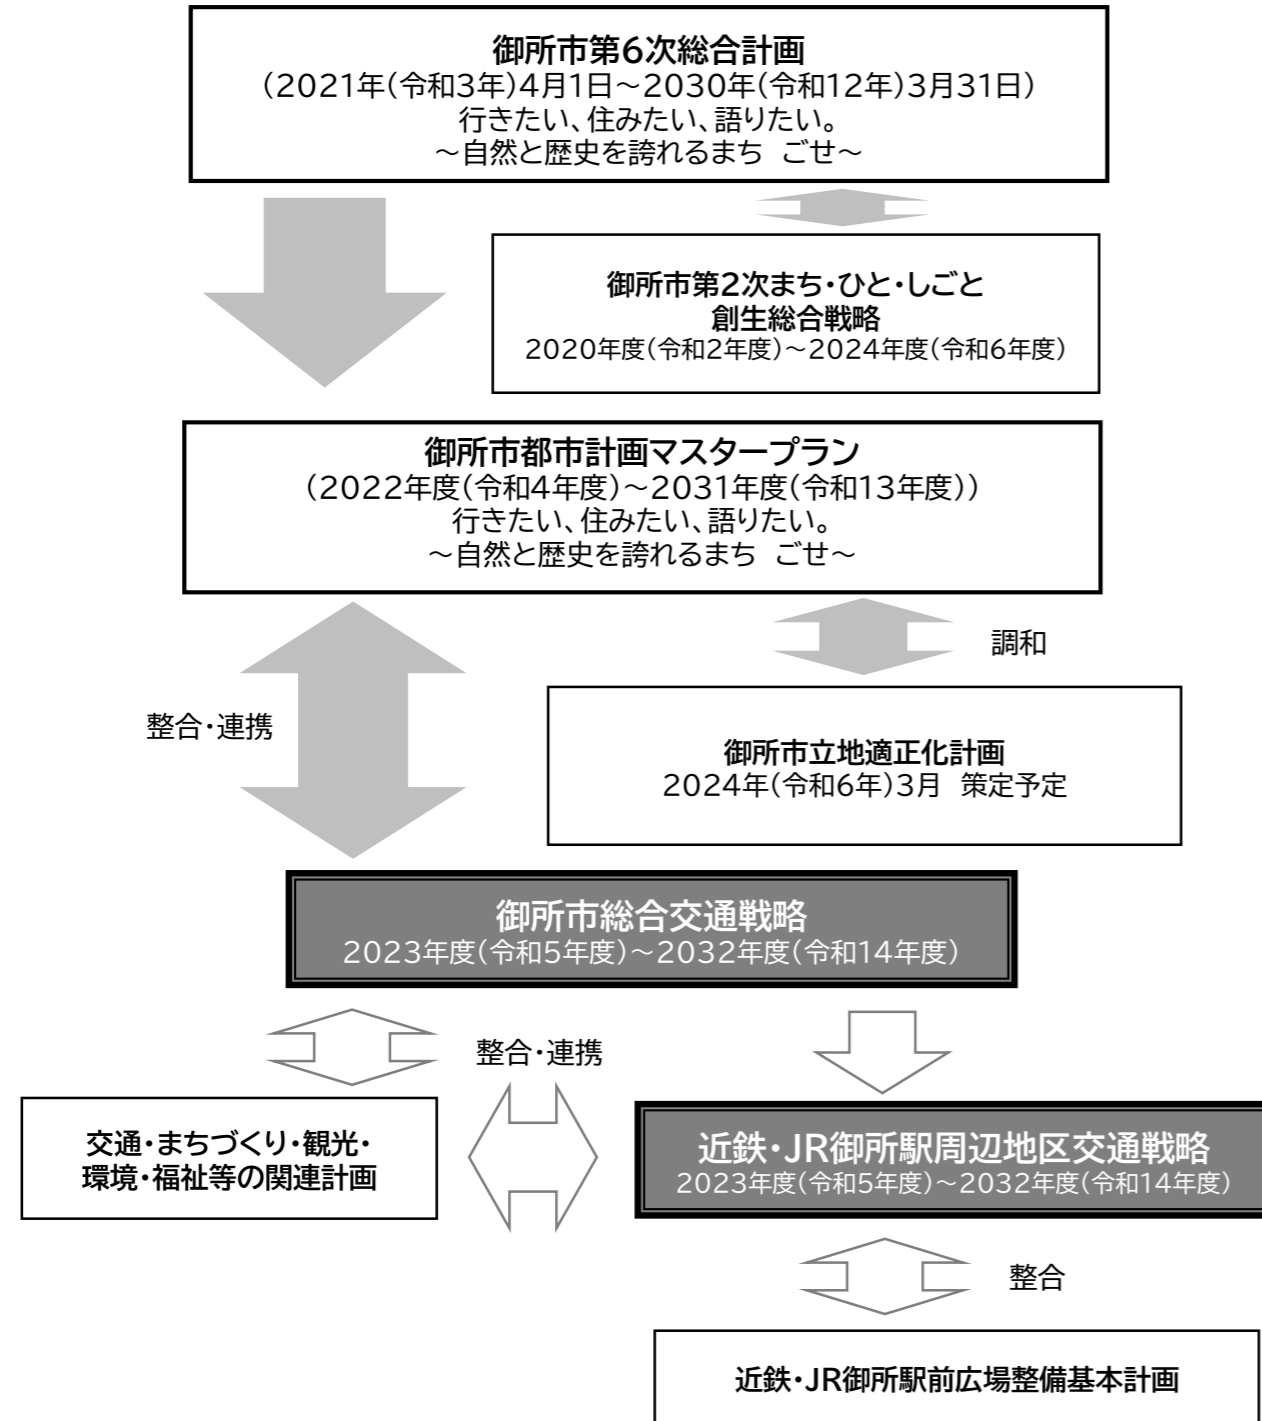 御所市第6次総合計画
(2021年(令和3年)4月1日~2030年(令和12年)3月31日)
行きたい、住みたい、語りたい。
~自然と歴史を誇れるまち ごせ~
御所市第2次まち・ひと・しごと
創生総合戦略
2020年度(令和2年度)~2024年度(令和6年度)
御所市都市計画マスタープラン
(2022年度(令和4年度)~2031年度(令和13年度))
行きたい、住みたい、語りたい。
~自然と歴史を誇れるまち ごせ~
調和
整合・連携
御所市立地適正化計画
2024年(令和6年)3月 策定予定
御所市総合交通戦略
2023年度(令和5年度)~2032年度(令和14年度)
整合・連携
交通・まちづくり・観光・
環境・福祉等の関連計画
近鉄・JR御所駅周辺地区交通戦略
2023年度(令和5年度)~2032年度(令和14年度)
整合
近鉄・JR御所駅前広場整備基本計画